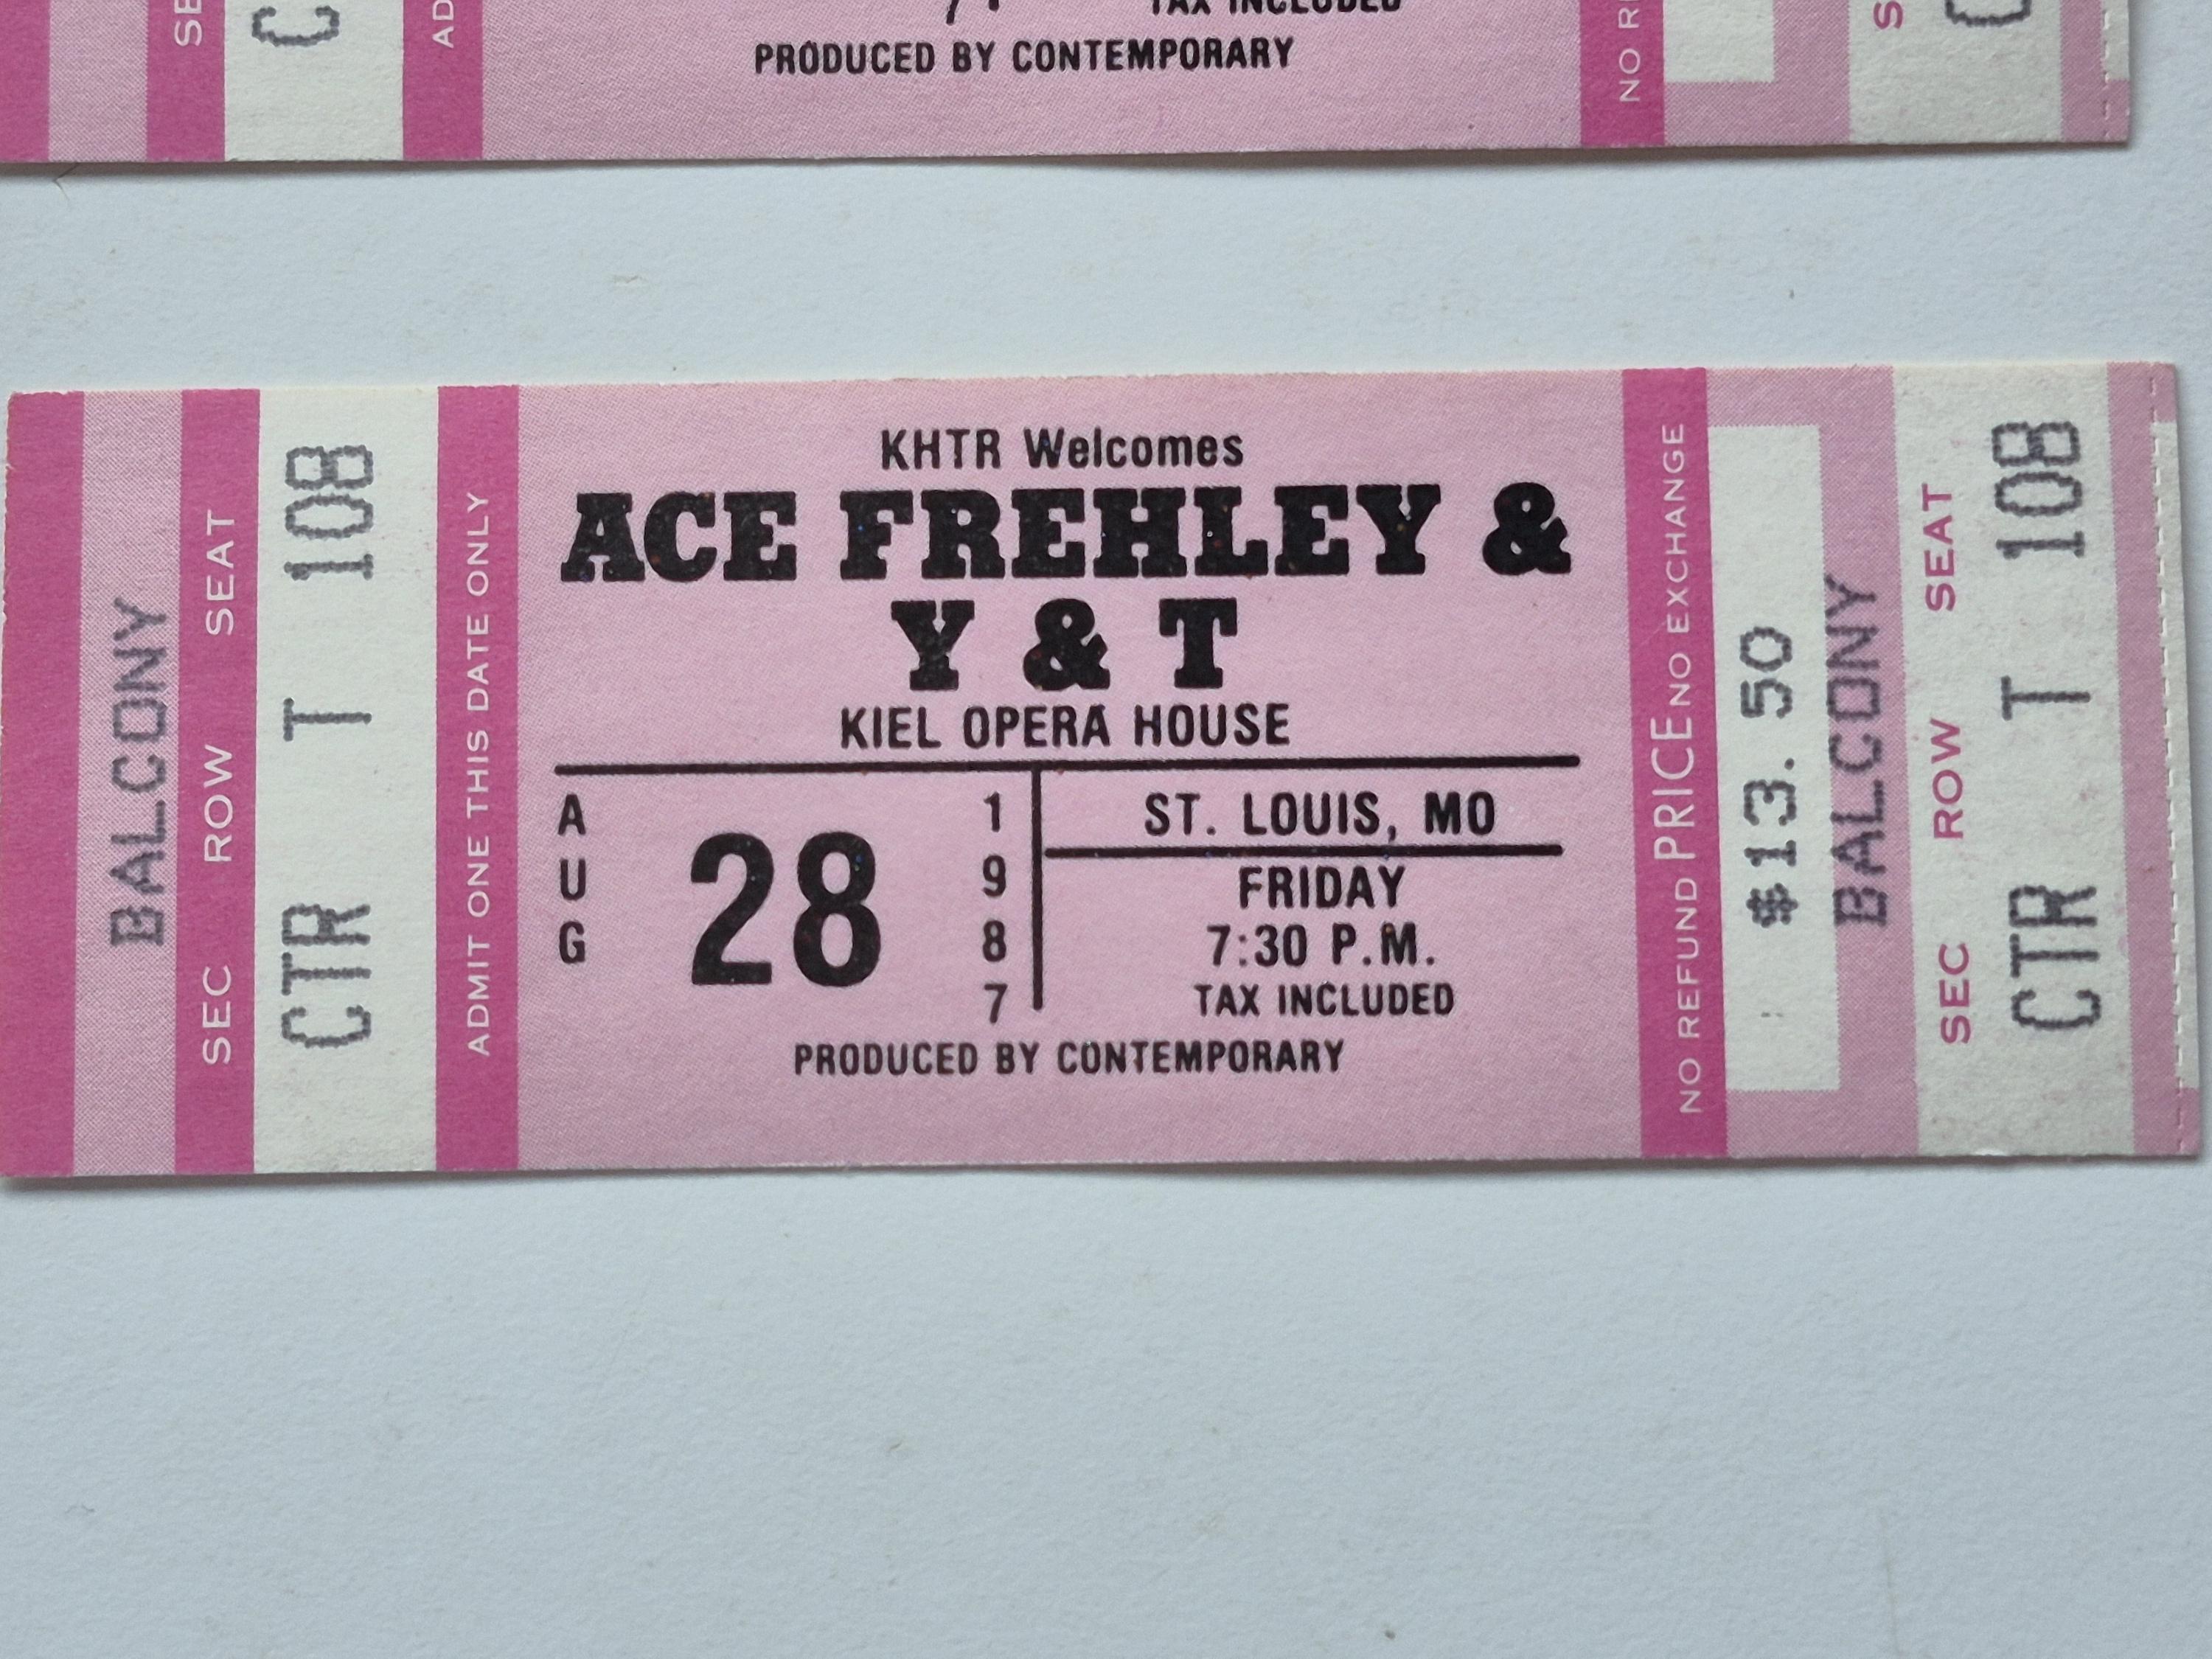 TAX INCLUDED
PRODUCED BY CONTEMPORARY
BALCONY
SEC ROW SEAT
CTR T 108
ADMIT ONE THIS DATE ONLY
KHTR Welcomes
ACE FREHLEY &
Y & T
KIEL OPERA HOUSE
AUG
28
1987
ST. LOUIS, MO
FRIDAY
7:30 P.M.
TAX INCLUDED
PRODUCED BY CONTEMPORARY
NO REFUND PRICE NO EXCHANGE
$13.50
BALCONY
SEC ROW SEAT
CTR T 108